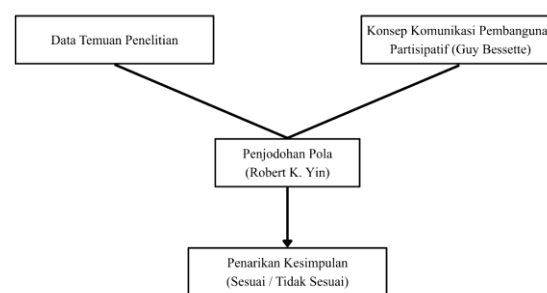 Data Temuan Penelitian
Konsep Komunikasi Pembanguna
Partisipatif (Guy Bessette)
Penjodohan Pola
(Robert K. Yin)
Penarikan Kesimpulan
(Sesuai / Tidak Sesuai)